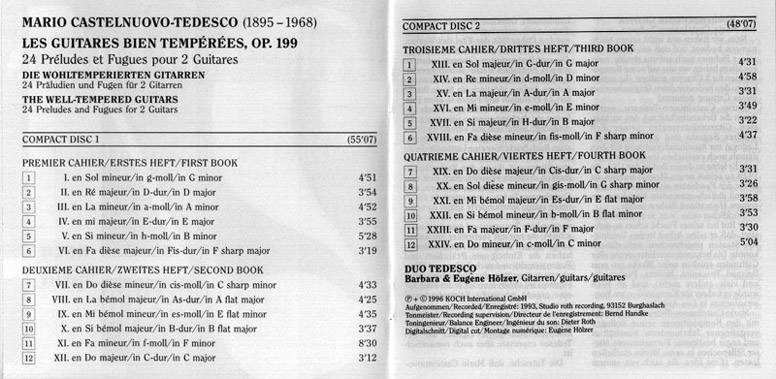 MARIO CASTELNUOVO-TEDESCO (1895–1968)
LES GUITARES BIEN TEMPÉRÉES, OP. 199
24 Préludes et Fugues pour 2 Guitares
DIE WOHLTEMPERIERTEN GITARREN
24 Präludien und Fugen für 2 Gitarren
THE WELL-TEMPERED GUITARS
24 Preludes and Fugues for 2 Guitars
COMPACT DISC 1 (55'07)
PREMIER CAHIER/ERSTES HEFT/FIRST BOOK
1 I. en Sol mineur/in g-moll/in G minor 4'51
2 II. en Ré majeur/in D-dur/in D major 3'54
3 III. en La mineur/in a-moll/in A minor 4'52
4 IV. en mi majeur/in E-dur/in E major 3'55
5 V. en Si mineur/in h-moll/in B minor 5'28
6 VI. en Fa dièse majeur/in Fis-dur/in F sharp major 3'19
DEUXIEME CAHIER/ZWEITES HEFT/SECOND BOOK
7 VII. en Do dièse mineur/in cis-moll/in C sharp minor 4'33
8 VIII. en La bémol majeur/in As-dur/in A flat major 4'25
9 IX. en Mi bémol mineur/in es-moll/in E flat minor 4'35
10 X. en Si bémol majeur/in B-dur/in B flat major 3'37
11 XI. en Fa mineur/in f-moll/in F minor 8'30
12 XII. en Do majeur/in C-dur/in C major 3'12
COMPACT DISC 2 (48'07)
TROISIEME CAHIER/DRITTES HEFT/THIRD BOOK
1 XIII. en Sol majeur/in G-dur/in G major 4'31
2 XIV. en Re mineur/in d-moll/in D minor 4'58
3 XV. en La majeur/in A-dur/in A major 3'31
4 XVI. en Mi mineur/in e-moll/in E minor 3'49
5 XVII. en Si majeur/in H-dur/in B major 3'22
6 XVIII. en Fa dièse mineur/in fis-moll/in F sharp minor 4'37
QUATRIEME CAHIER/VIERTES HEFT/FOURTH BOOK
7 XIX. en Do dièse majeur/in Cis-dur/in C sharp major 3'31
8 XX. en Sol dièse mineur/in gis-moll/in G sharp minor 3'26
9 XXI. en Mi bémol majeur/in Es-dur/in E flat major 3'58
10 XXII. en Si bémol mineur/in b-moll/in B flat minor 3'53
11 XXIII. en Fa majeur/in F-dur/in F major 3'30
12 XXIV. en Do mineur/in c-moll/in C minor 5'04
DUO TEDESCO
Barbara & Eugène Hölzer, Gitarren/guitars/guitares
℗ + © 1996 KOCH International GmbH
Aufgenommen/Recorded/Enregistré: 1993, Studio roth recording, 93152 Burghaslach
Tonmeister/Recording supervision/Directeur de l'enregistrement: Bernd Handke
Toningenieur/Balance Engineer/Ingénieur du son: Dieter Roth
Digitalschnitt/Digital cut/Montage numérique: Eugène Hölzer